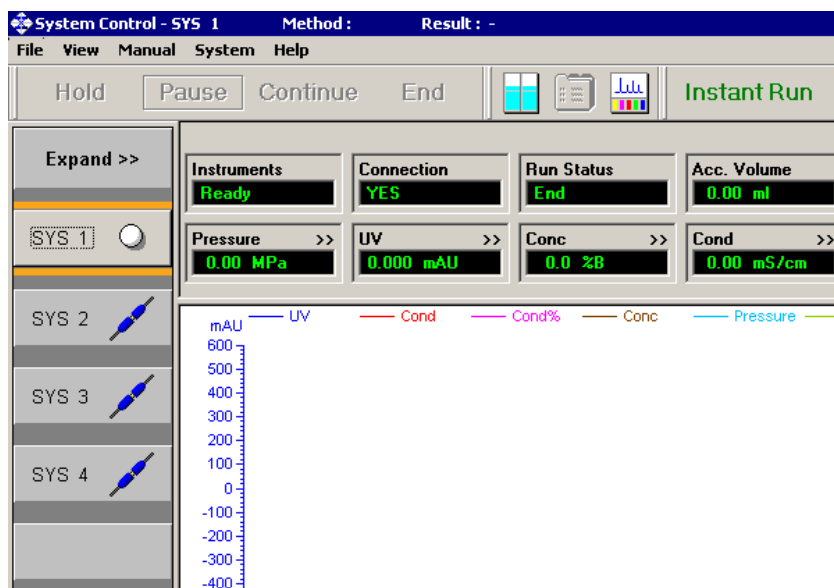 System Control - SYS 1 Method : Result : -
File View Manual System Help
Hold Pause Continue End Instant Run
Expand >>
Instruments Connection Run Status Acc. Volume
Ready YES End 0.00 ml
SYS 1
Pressure >> UV >> Conc >> Cond >>
0.00 MPa 0.000 mAU 0.0 %B 0.00 mS/cm
SYS 2
mAU UV Cond Cond% Conc Pressure
600
500
SYS 3
400
300
200
SYS 4
100
0
-100
-200
-300
-400